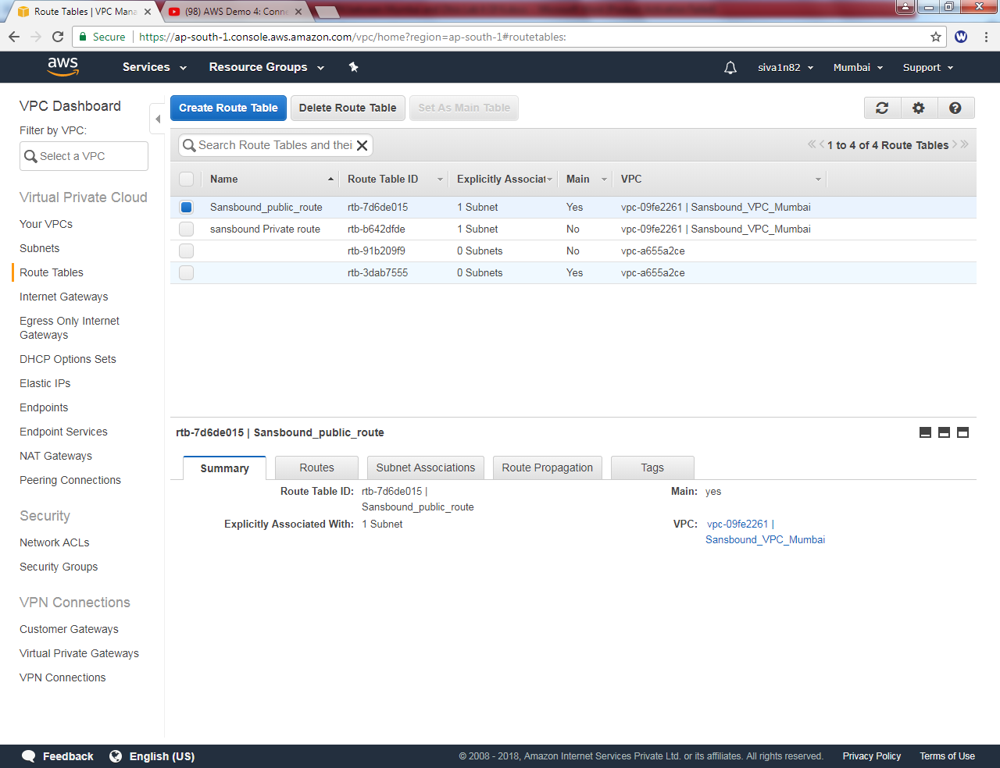 Route Tables | VPC Mana
(98) AWS Demo 4: Conne
Secure https://ap-south-1.console.aws.amazon.com/vpc/home?region=ap-south-1#routetables:
W
aws Services Resource Groups siva1n82 Mumbai Support
VPC Dashboard
Filter by VPC:
Select a VPC
Virtual Private Cloud
Your VPCs
Subnets
Route Tables
Internet Gateways
Egress Only Internet
Gateways
DHCP Options Sets
Elastic IPs
Endpoints
Endpoint Services
NAT Gateways
Peering Connections
Security
Network ACLs
Security Groups
VPN Connections
Customer Gateways
Virtual Private Gateways
VPN Connections
Create Route Table Delete Route Table Set As Main Table
Search Route Tables and thei
1 to 4 of 4 Route Tables
Name Route Table ID Explicitly Associat Main VPC
Sansbound_public_route rtb-7d6de015 1 Subnet Yes vpc-09fe2261 | Sansbound_VPC_Mumbai
sansbound Private route rtb-b642dfde 1 Subnet No vpc-09fe2261 | Sansbound_VPC_Mumbai
rtb-91b209f9 0 Subnets No vpc-a655a2ce
rtb-3dab7555 0 Subnets Yes vpc-a655a2ce
rtb-7d6de015 | Sansbound_public_route
Summary Routes Subnet Associations Route Propagation Tags
Route Table ID: rtb-7d6de015 |
Sansbound_public_route
Main: yes
Explicitly Associated With: 1 Subnet
VPC: vpc-09fe2261 |
Sansbound_VPC_Mumbai
Feedback English (US) © 2008 - 2018, Amazon Internet Services Private Ltd. or its affiliates. All rights reserved. Privacy Policy Terms of Use